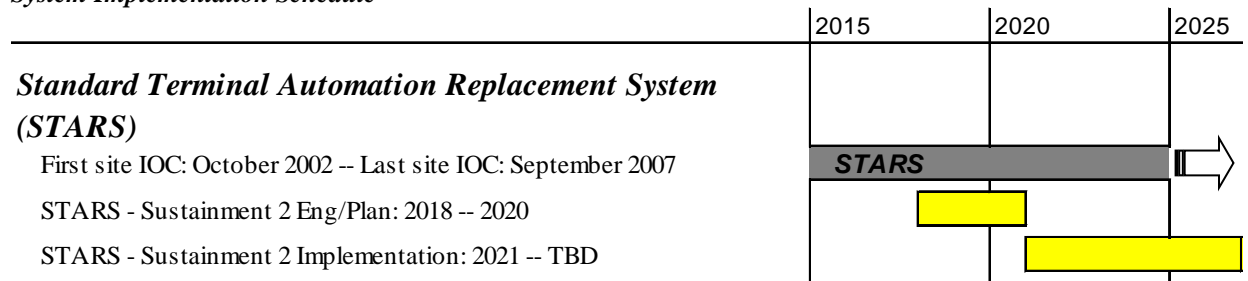 System Implementation Schedule
2015 2020 2025
Standard Terminal Automation Replacement System
(STARS)
First site IOC: October 2002 -- Last site IOC: September 2007
STARS
STARS - Sustainment 2 Eng/Plan: 2018 -- 2020
STARS - Sustainment 2 Implementation: 2021 -- TBD